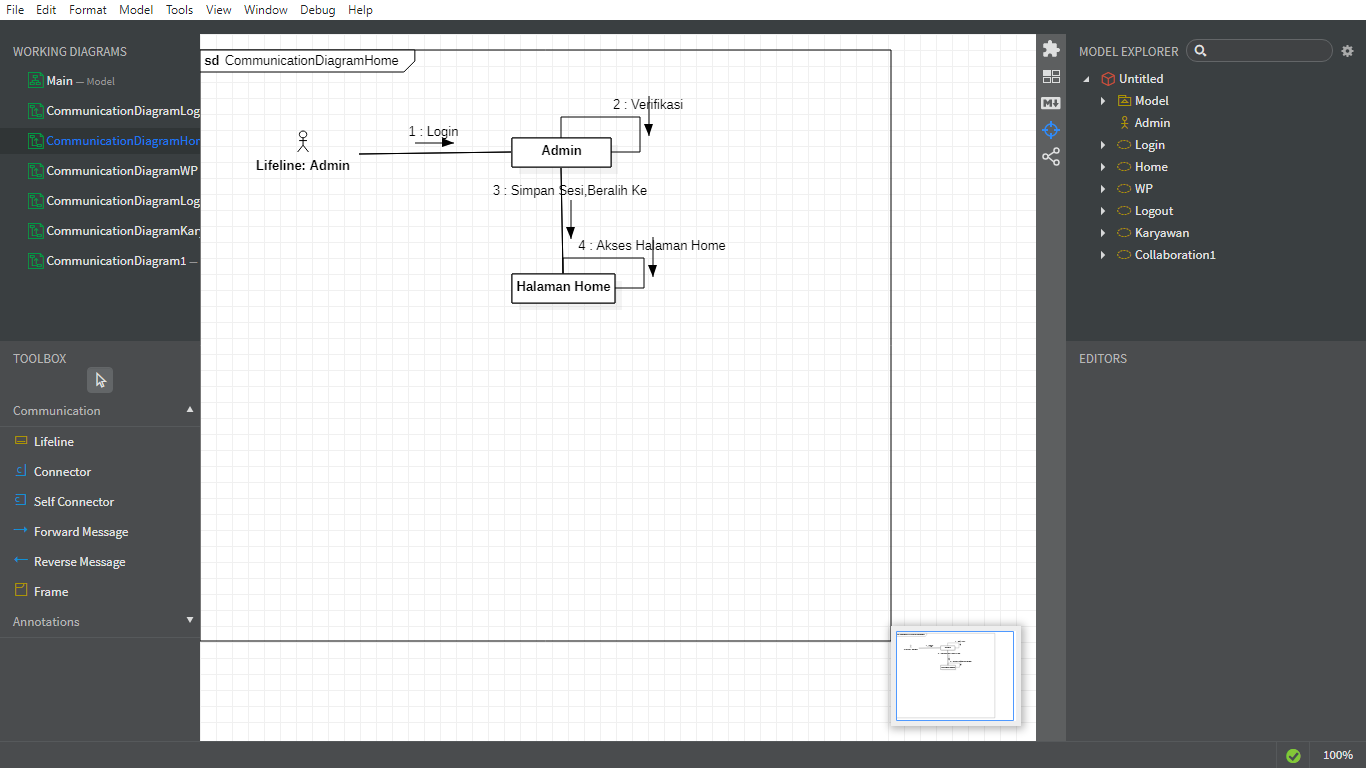 File Edit Format Model Tools View Window Debug Help
WORKING DIAGRAMS
Main — Model
CommunicationDiagramLog
CommunicationDiagramHor
CommunicationDiagramWP
CommunicationDiagramLog
CommunicationDiagramKar
CommunicationDiagram1 —
TOOLBOX
Communication
Lifeline
Connector
Self Connector
Forward Message
Reverse Message
Frame
Annotations
sd CommunicationDiagramHome
2 : Verifikasi
1 : Login
Admin
Lifeline: Admin
3 : Simpan Sesi,Beralih Ke
4 : Akses Halaman Home
Halaman Home
M
MODEL EXPLORER
Untitled
Model
Admin
Login
Home
WP
Logout
Karyawan
Collaboration1
EDITORS
100%